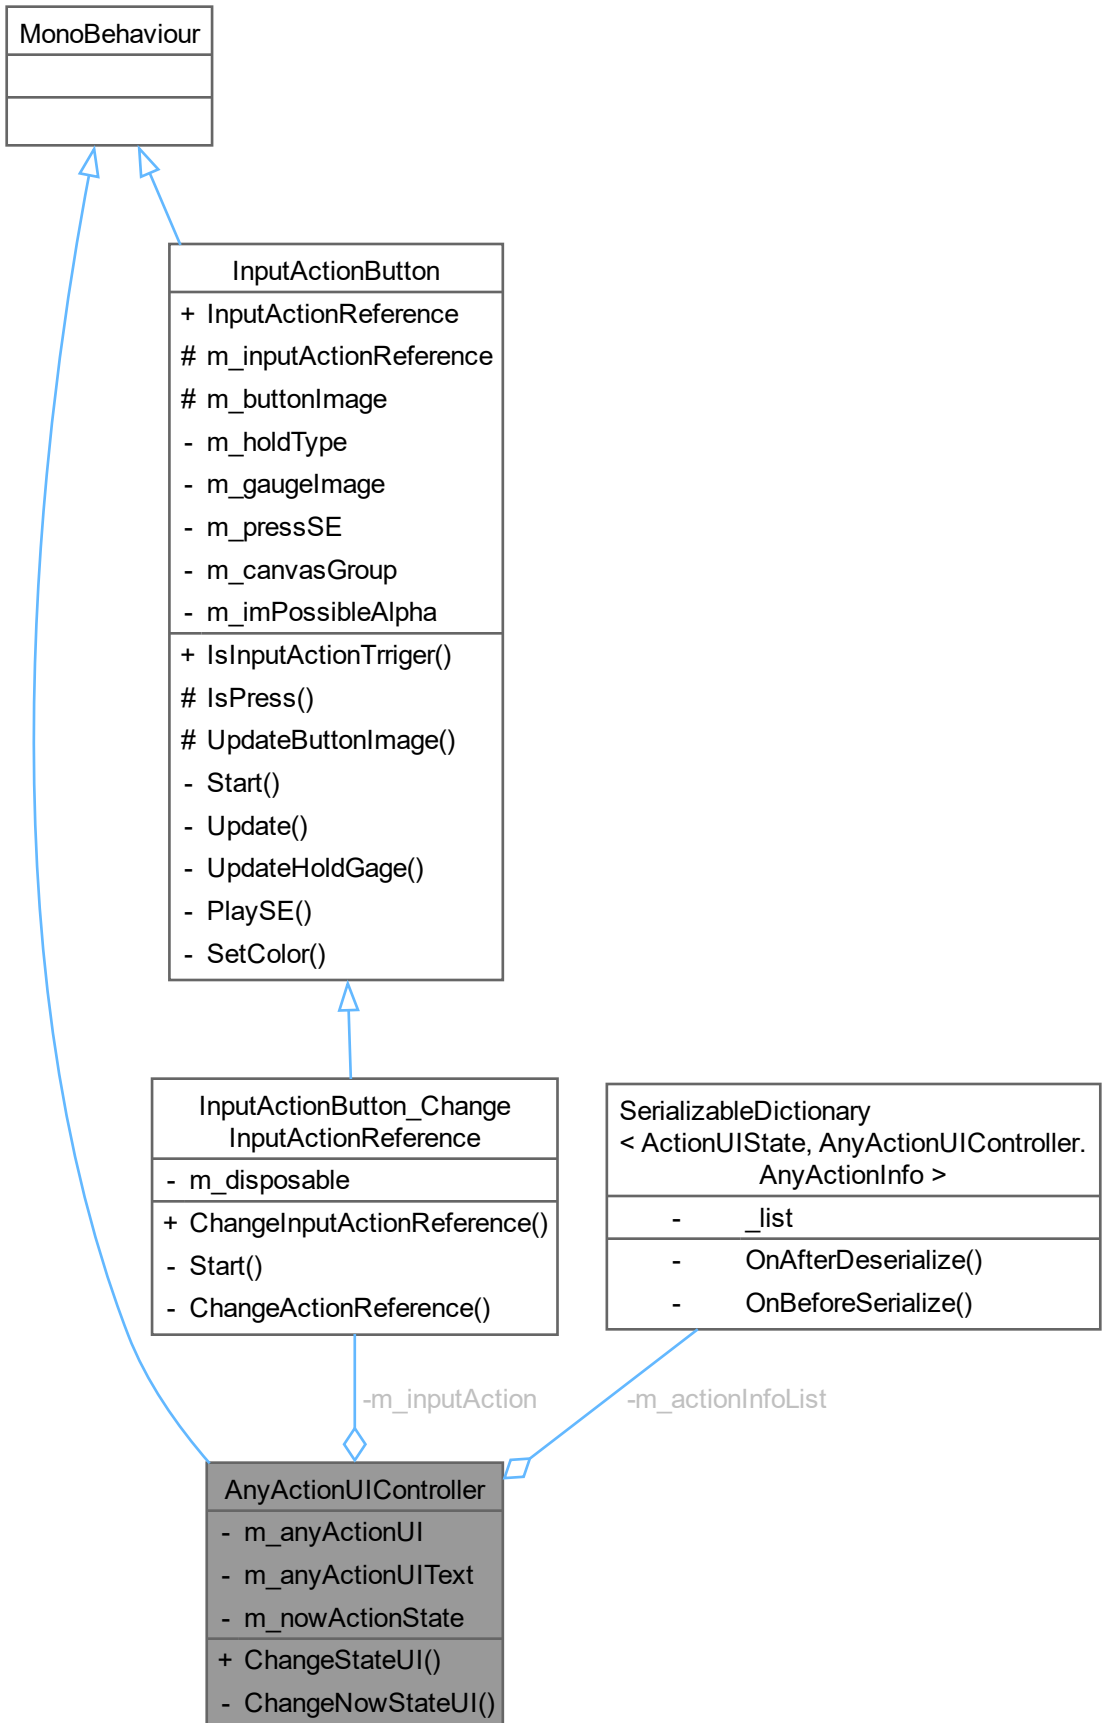 MonoBehaviour
InputActionButton
+ InputActionReference
# m_inputActionReference
# m_buttonImage
- m_holdType
- m_gaugeImage
- m_pressSE
- m_canvasGroup
- m_imPossibleAlpha
+ IsInputActionTrriger()
# IsPress()
# UpdateButtonImage()
- Start()
- Update()
- UpdateHoldGage()
- PlaySE()
- SetColor()
InputActionButton_Change
InputActionReference
- m_disposable
+ ChangeInputActionReference()
- Start()
- ChangeActionReference()
SerializableDictionary
< ActionUIState, AnyActionUIController.
AnyActionInfo >
- _list
- OnAfterDeserialize()
- OnBeforeSerialize()
-m_inputAction
-m_actionInfoList
AnyActionUIController
- m_anyActionUI
- m_anyActionUIText
- m_nowActionState
+ ChangeStateUI()
- ChangeNowStateUI()